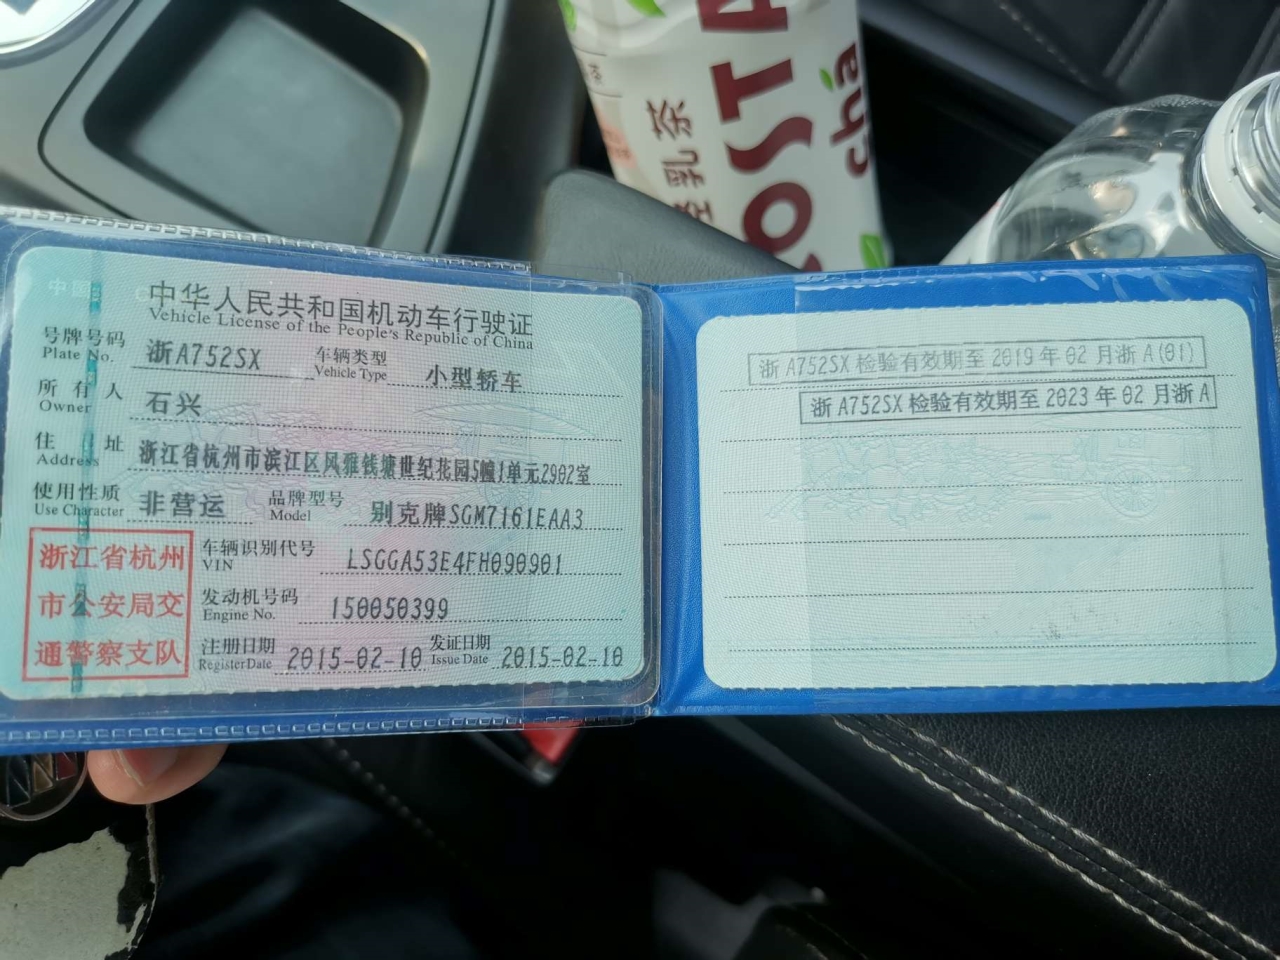 COSTA
cha
轻乳茶
中国
中华人民共和国机动车行驶证
Vehicle License of the People's Republic of China
号牌号码 浙A752SX 车辆类型 小型轿车
Plate No. Vehicle Type
所有人 石兴
Owner
住址 浙江省杭州市滨江区风雅钱塘世纪花园5幢1单元2902室
Address
使用性质 非营运 品牌型号 别克牌SGM7161EAA3
Use Character Model
浙江省杭州
市公安局交
通警察支队
车辆识别代号 LSGGA53E4FH090901
VIN
发动机号码 150050399
Engine No.
注册日期 2015-02-10 发证日期 2015-02-10
Register Date Issue Date
浙A752SX检验有效期至2019年02月浙A(01)
浙A752SX检验有效期至2023年02月浙A